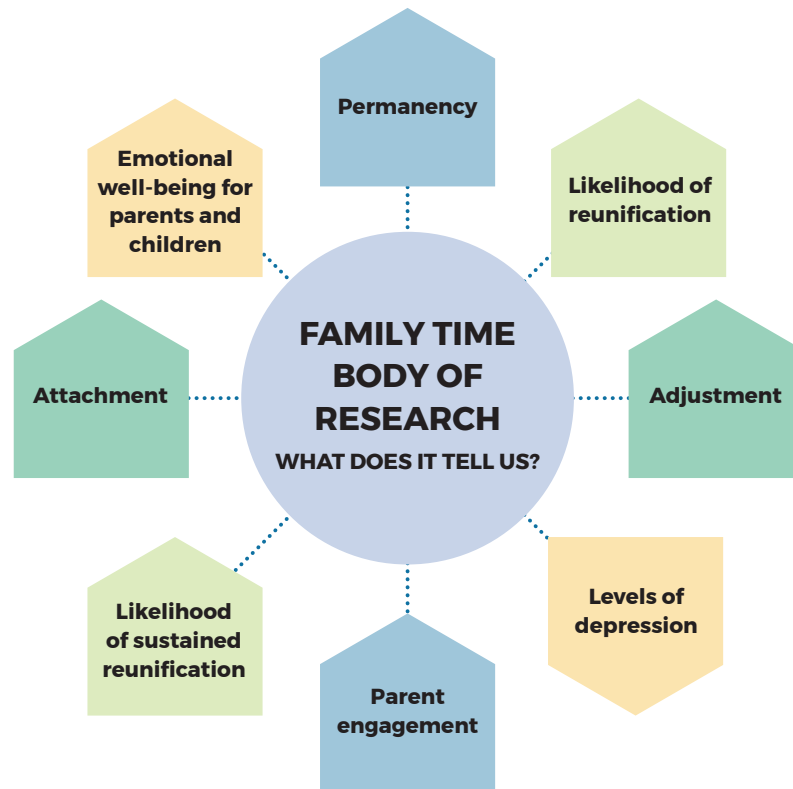 Permanency
Emotional
well-being for
parents and
children
Likelihood of
reunification
FAMILY TIME
BODY OF
RESEARCH
WHAT DOES IT TELL US?
Attachment
Adjustment
Likelihood
of sustained
reunification
Levels of
depression
Parent
engagement